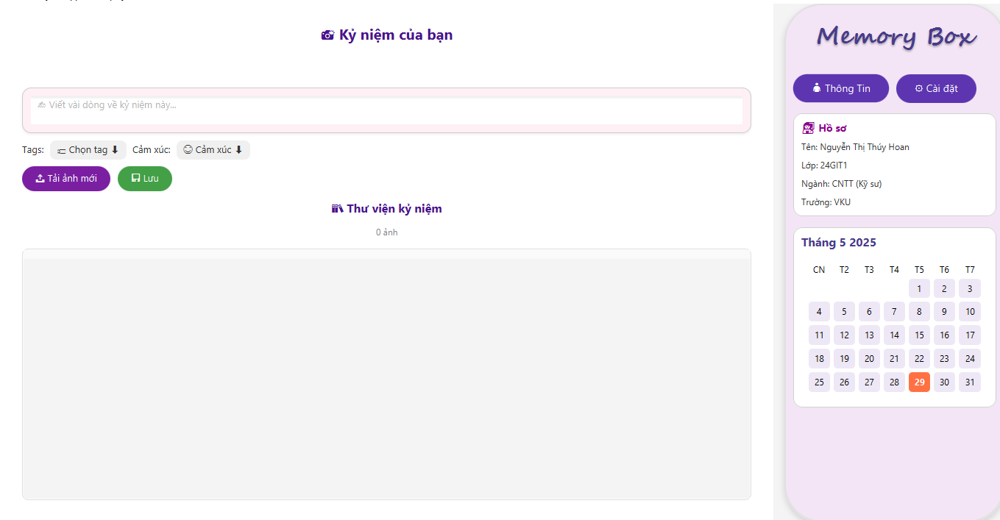 Kỷ niệm của bạn
Viết vài dòng về kỷ niệm này...
Tags: Chọn tag Cảm xúc: Cảm xúc
Tải ảnh mới Lưu
Thư viện kỷ niệm
0 ảnh
Memory Box
Thông Tin Cài đặt
Hồ sơ
Tên: Nguyễn Thị Thúy Hoan
Lớp: 24GIT1
Ngành: CNTT (Kỹ sư)
Trường: VKU
Tháng 5 2025
CN T2 T3 T4 T5 T6 T7
1 2 3
4 5 6 7 8 9 10
11 12 13 14 15 16 17
18 19 20 21 22 23 24
25 26 27 28 29 30 31